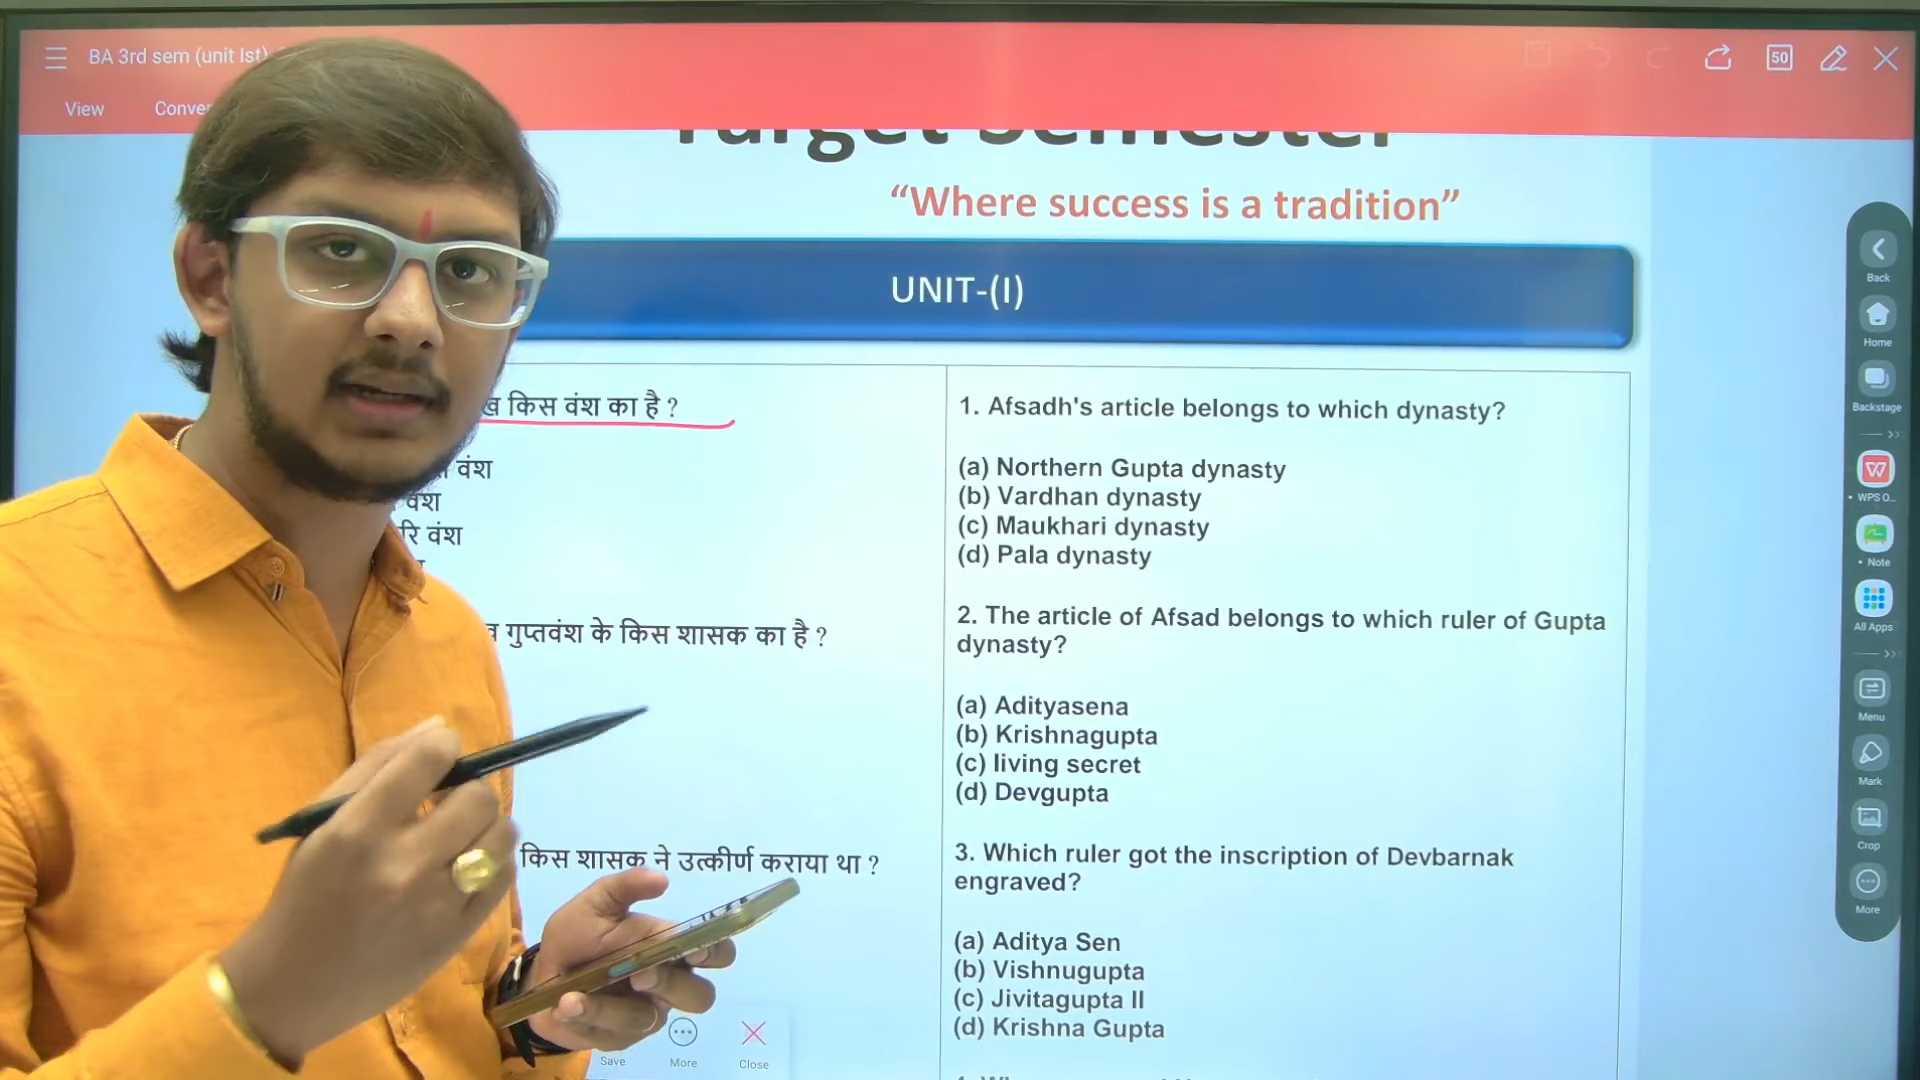 BA 3rd sem (unit Ist)
View
50
Target Semester
“Where success is a tradition”
UNIT-(I)
किस वंश का है ?
वंश
वंश
वंश
गुप्तवंश के किस शासक का है ?
किस शासक ने उत्कीर्ण कराया था ?
1. Afsadh's article belongs to which dynasty?
(a) Northern Gupta dynasty
(b) Vardhan dynasty
(c) Maukhari dynasty
(d) Pala dynasty
2. The article of Afsad belongs to which ruler of Gupta
dynasty?
(a) Adityasena
(b) Krishnagupta
(c) living secret
(d) Devgupta
3. Which ruler got the inscription of Devbarnak
engraved?
(a) Aditya Sen
(b) Vishnugupta
(c) Jivitagupta II
(d) Krishna Gupta
Back
Home
Backstage
WPS O...
Note
All Apps
Menu
Mark
Crop
More
Save
More
Close